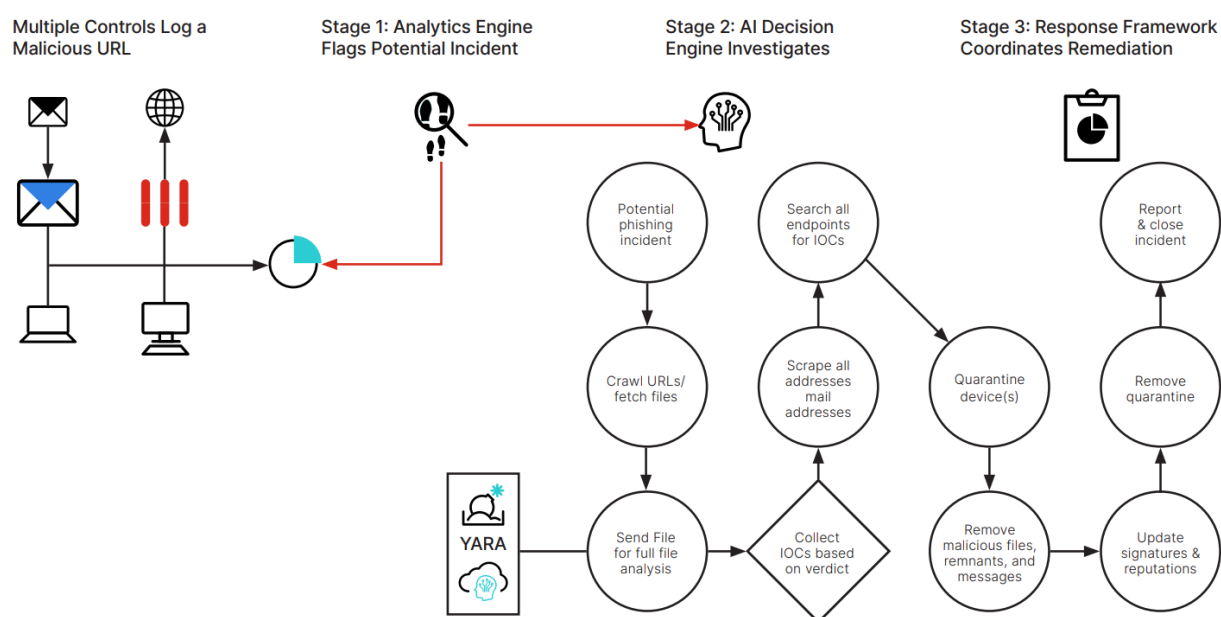 Multiple Controls Log a
Malicious URL
Stage 1: Analytics Engine
Flags Potential Incident
Stage 2: AI Decision
Engine Investigates
Stage 3: Response Framework
Coordinates Remediation
Potential
phishing
incident
Search all
endpoints
for IOCs
Report
& close
incident
Crawl URLs/
fetch files
Scrape all
addresses
mail
addresses
Quarantine
device(s)
Remove
quarantine
YARA
Send File
for full file
analysis
Collect
IOCs based
on verdict
Remove
malicious files,
remnants, and
messages
Update
signatures &
reputations